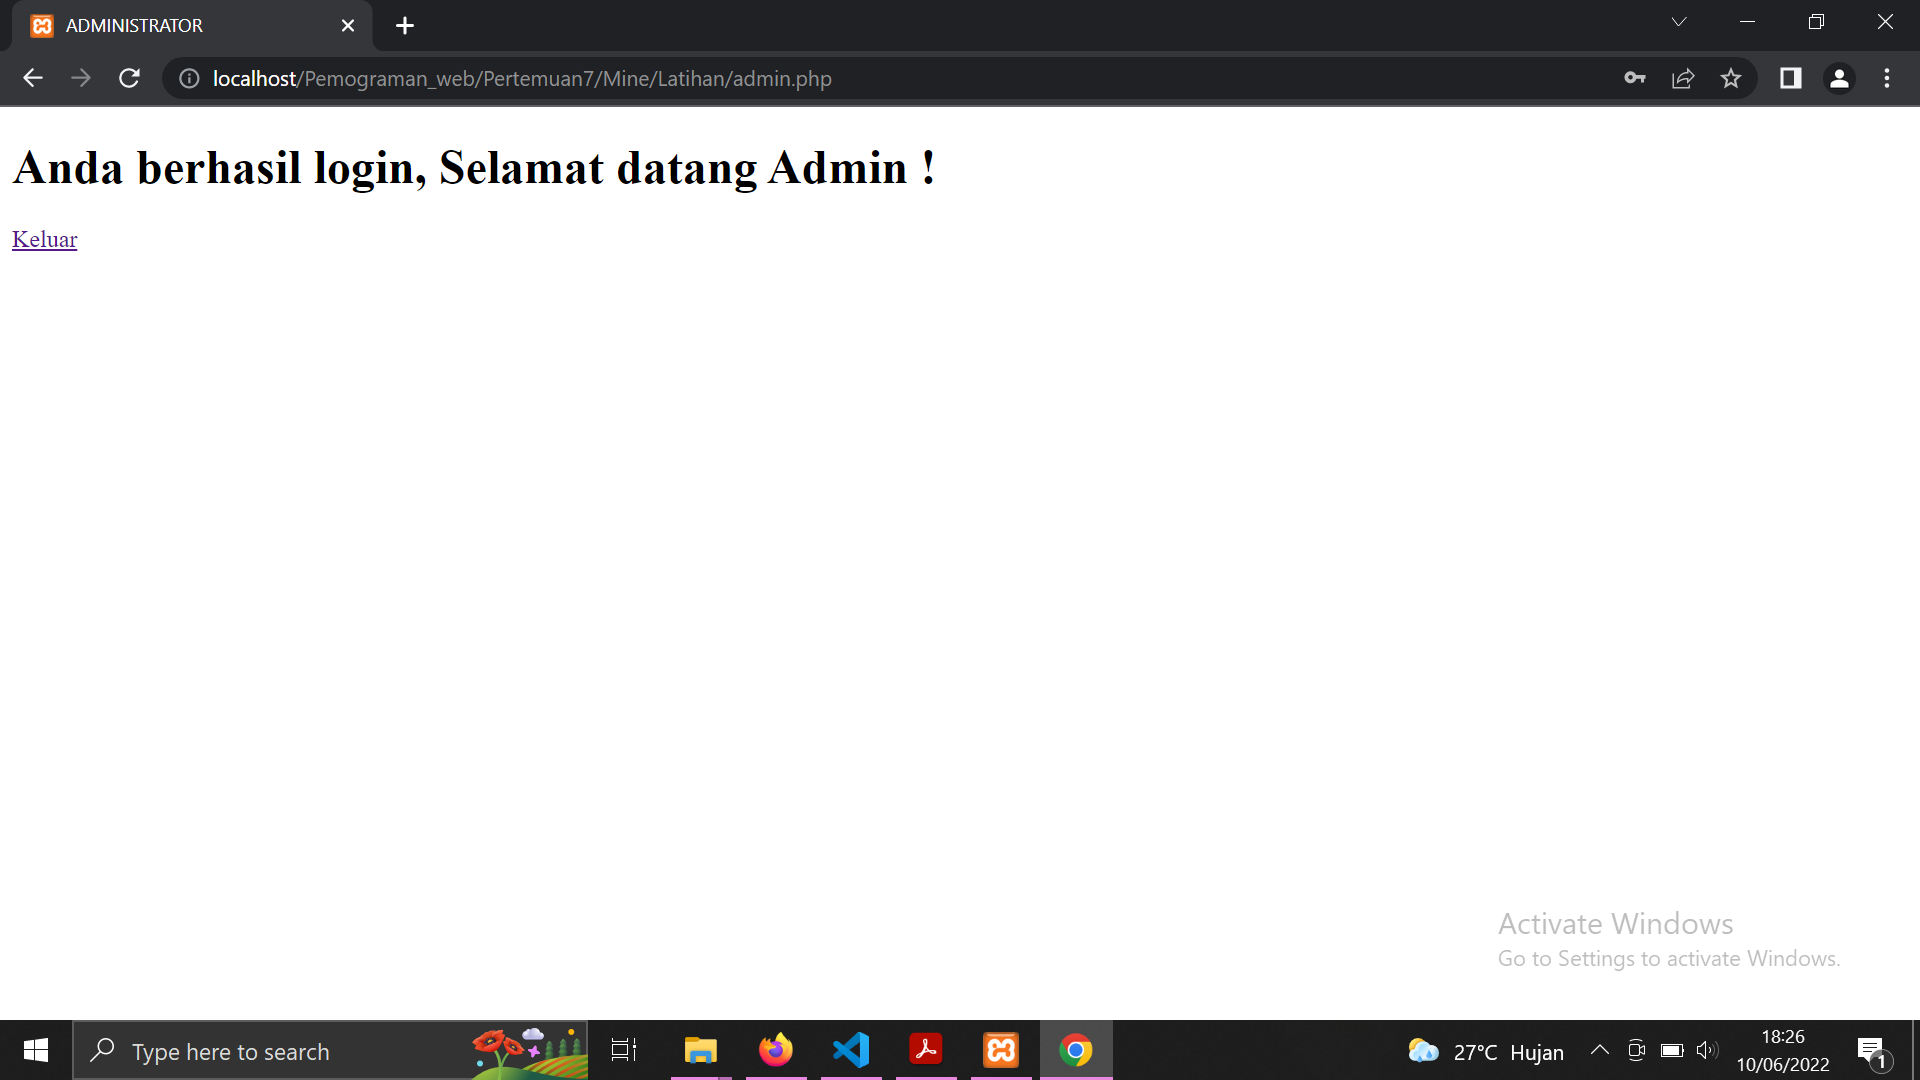 ADMINISTRATOR
localhost/Pemograman_web/Pertemuan7/Mine/Latihan/admin.php
Anda berhasil login, Selamat datang Admin !
Keluar
Activate Windows
Go to Settings to activate Windows.
Type here to search
27°C Hujan
18:26
10/06/2022
1